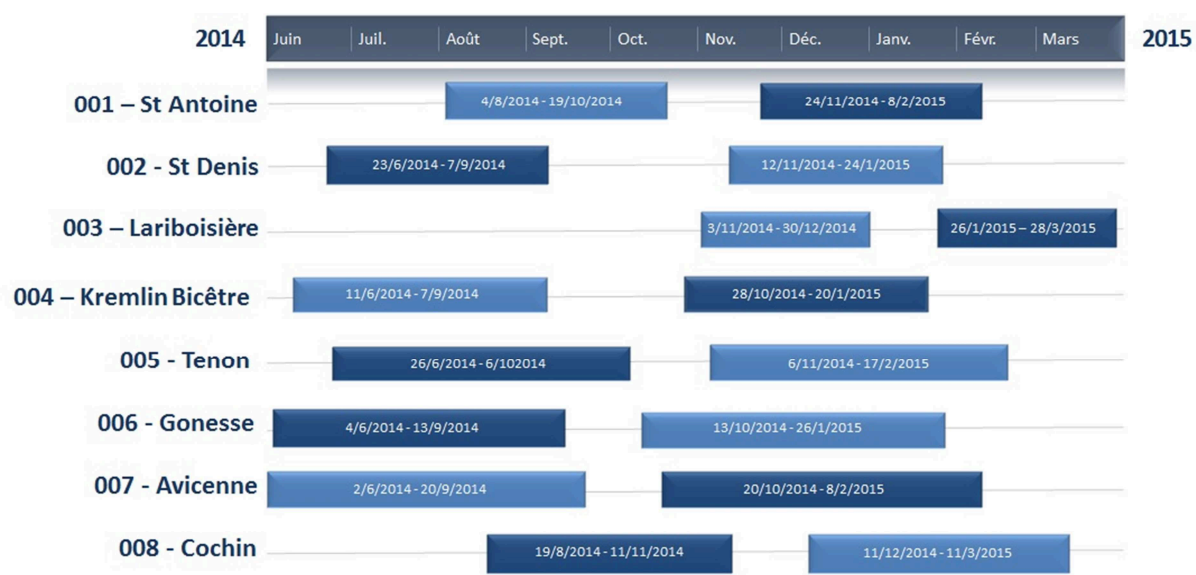 2014 Juin Juil. Août Sept. Oct. Nov. Déc. Janv. Févr. Mars 2015
001 – St Antoine 4/8/2014 - 19/10/2014 24/11/2014 - 8/2/2015
002 - St Denis 23/6/2014 - 7/9/2014 12/11/2014 - 24/1/2015
003 – Lariboisière 3/11/2014 - 30/12/2014 26/1/2015 – 28/3/2015
004 – Kremlin Bicêtre 11/6/2014 - 7/9/2014 28/10/2014 - 20/1/2015
005 - Tenon 26/6/2014 - 6/102014 6/11/2014 - 17/2/2015
006 - Gonesse 4/6/2014 - 13/9/2014 13/10/2014 - 26/1/2015
007 - Avicenne 2/6/2014 - 20/9/2014 20/10/2014 - 8/2/2015
008 - Cochin 19/8/2014 - 11/11/2014 11/12/2014 - 11/3/2015